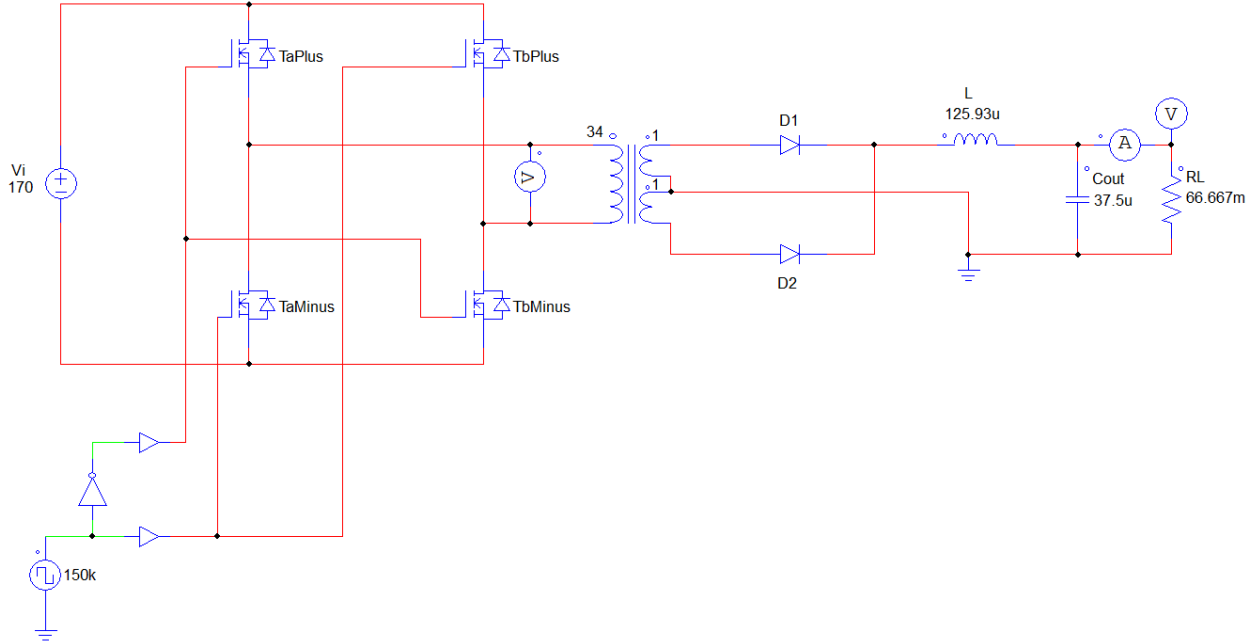 TaPlus
TbPlus
Vi
170
34
1
1
V
D1
D2
L
125.93u
A
V
Cout
37.5u
RL
66.667m
TaMinus
TbMinus
150k